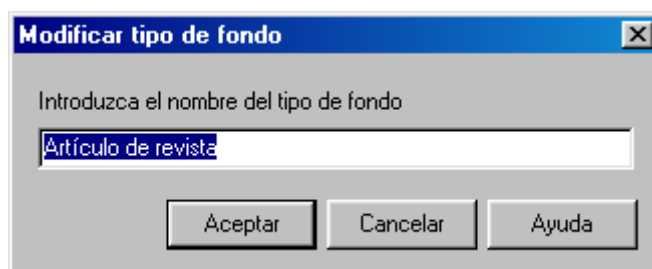 Modificar tipo de fondo
Introduzca el nombre del tipo de fondo
Artículo de revista
Aceptar Cancelar Ayuda